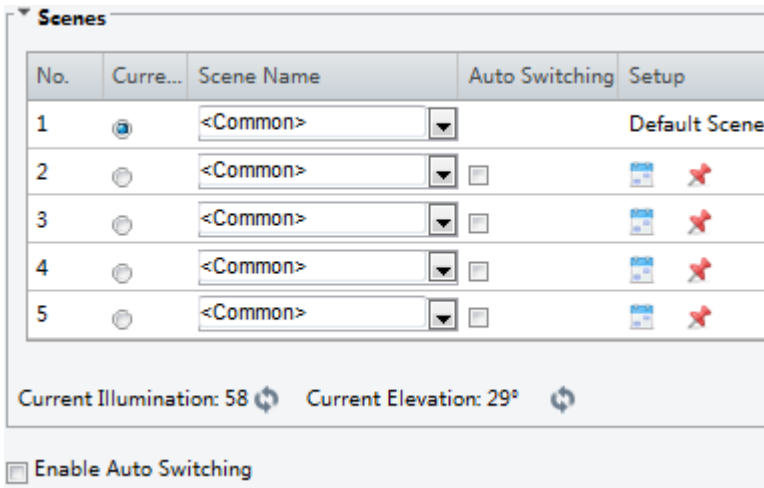 Scenes
No. Curre... Scene Name Auto Switching Setup
1 <Common> Default Scene
2 <Common>
3 <Common>
4 <Common>
5 <Common>
Current Illumination: 58 Current Elevation: 29°
Enable Auto Switching